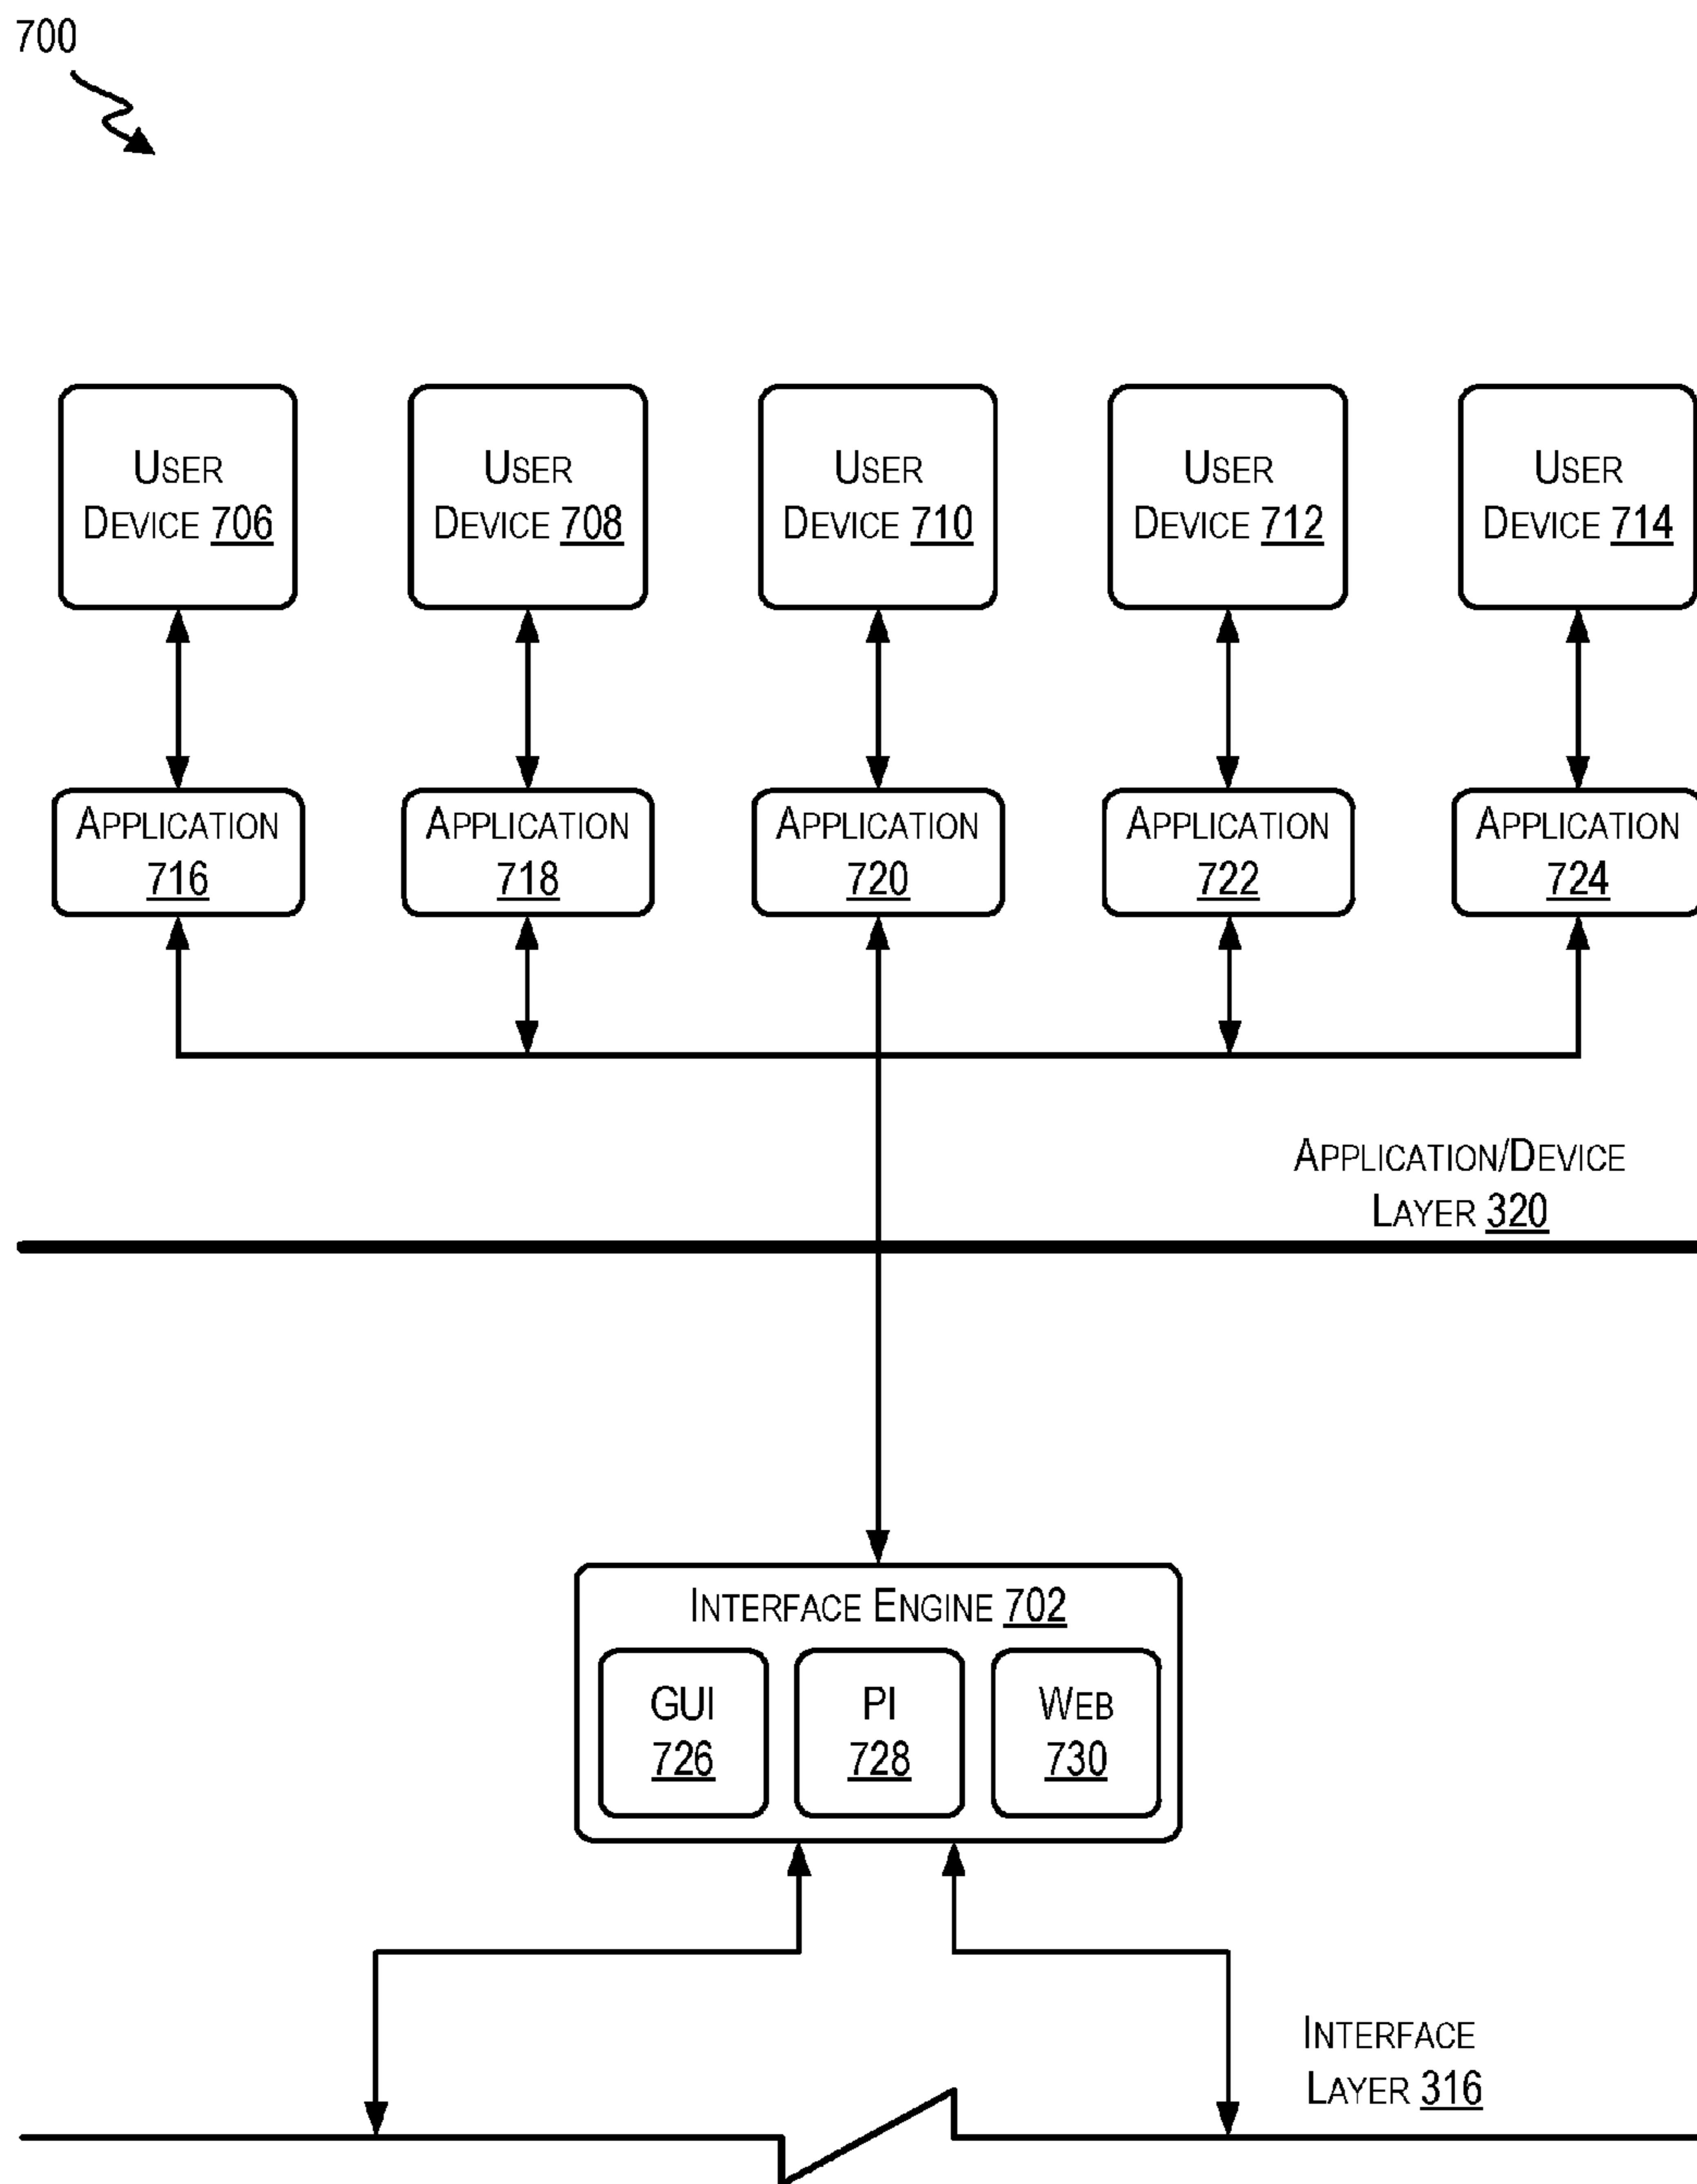 700
User
Device 706
User
Device 708
User
Device 710
User
Device 712
User
Device 714
Application
716
Application
718
Application
720
Application
722
Application
724
Application/Device
Layer 320
Interface Engine 702
GUI
726
PI
728
Web
730
Interface
Layer 316